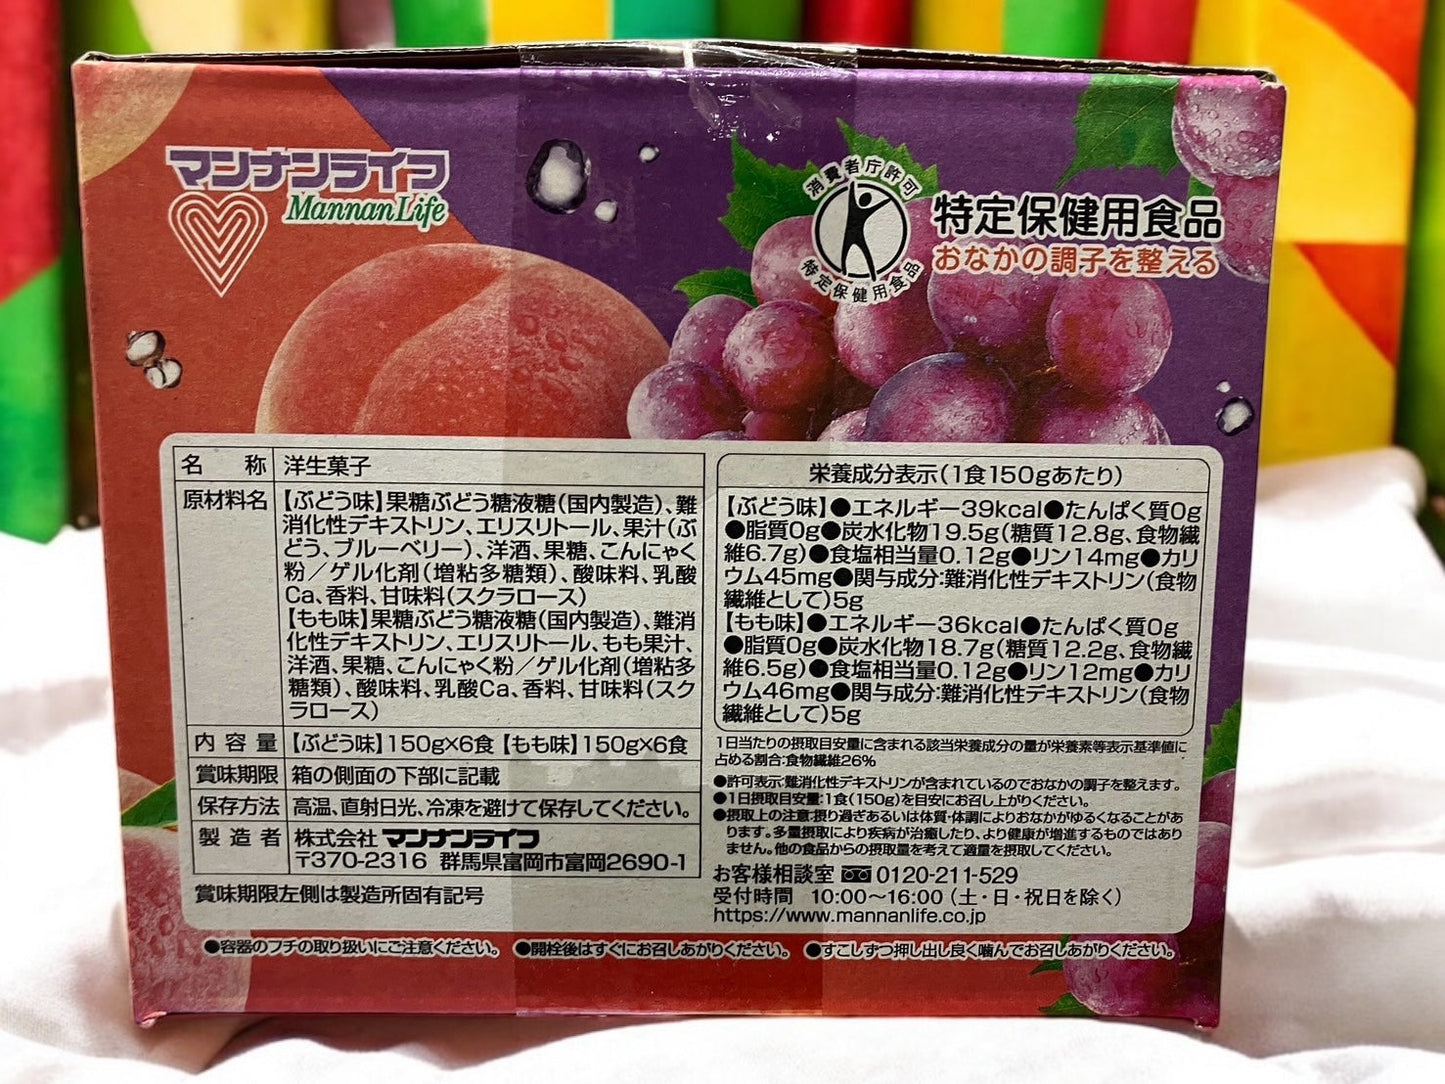 マンナンライフ
MannanLife
消費者庁許可
特定保健用食品
特定保健用食品
おなかの調子を整える
名 称 洋生菓子
原材料名 【ぶどう味】果糖ぶどう糖液糖(国内製造)、難
消化性デキストリン、エリスリトール、果汁(ぶ
どう、ブルーベリー)、洋酒、果糖、こんにゃく
粉/ゲル化剤(増粘多糖類)、酸味料、乳酸
Ca、香料、甘味料(スクラロース)
【もも味】果糖ぶどう糖液糖(国内製造)、難消
化性デキストリン、エリスリトール、もも果汁、
洋酒、果糖、こんにゃく粉/ゲル化剤(増粘多
糖類)、酸味料、乳酸Ca、香料、甘味料(スク
ラロース)
内容量 【ぶどう味】150g×6食【もも味】150g×6食
賞味期限 箱の側面の下部に記載
保存方法 高温、直射日光、冷凍を避けて保存してください。
製造者 株式会社 マンナンライフ
〒370-2316 群馬県富岡市富岡2690-1
賞味期限左側は製造所固有記号
栄養成分表示(1食150gあたり)
【ぶどう味】●エネルギー39kcal●たんぱく質0g
●脂質0g●炭水化物19.5g(糖質12.8g、食物繊
維6.7g)●食塩相当量0.12g●リン14mg●カリ
ウム45mg●関与成分:難消化性デキストリン(食物
繊維として)5g
【もも味】●エネルギー36kcal●たんぱく質0g
●脂質0g●炭水化物18.7g(糖質12.2g、食物繊
維6.5g)●食塩相当量0.12g●リン12mg●カリ
ウム46mg●関与成分:難消化性デキストリン(食物
繊維として)5g
1日当たりの摂取目安量に含まれる該当栄養成分の量が栄養素等表示基準値に
占める割合:食物繊維26%
●許可表示:難消化性デキストリンが含まれているのでおなかの調子を整えます。
●1日摂取目安量:1食(150g)を目安にお召し上がりください。
●摂取上の注意:摂り過ぎあるいは体質・体調によりおなかがゆるくなることがあ
ります。多量摂取により疾病が治癒したり、より健康が増進するものではあり
ません。他の食品からの摂取量を考えて適量を摂取してください。
お客様相談室 0120-211-529
受付時間 10:00〜16:00(土・日・祝日を除く)
https://www.mannanlife.co.jp
●容器のフチの取り扱いにご注意ください。 ●開栓後はすぐにお召しあがりください。 ●すこしずつ押し出し良く噛んでお召しあがりください。